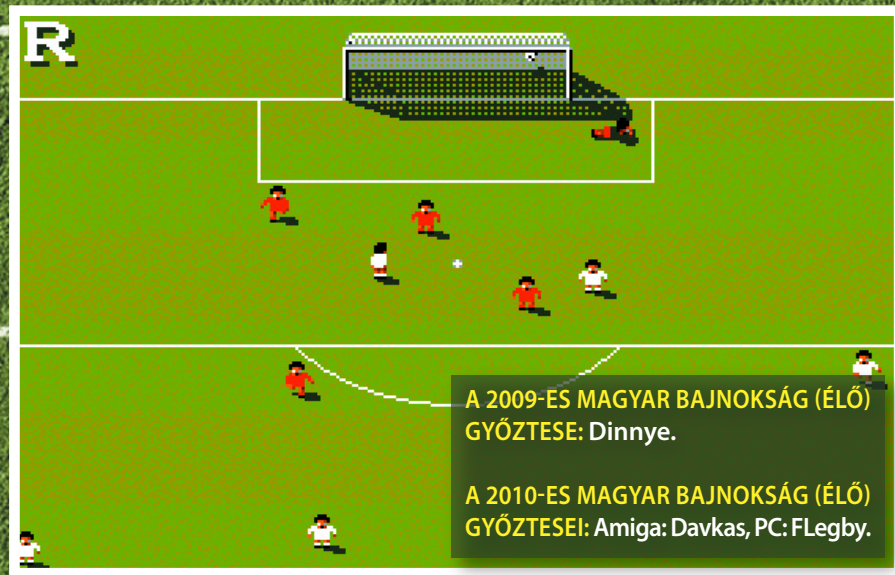 R
A 2009-ES MAGYAR BAJNOKSÁG (ÉLŐ)
GYŐZTESE: Dinnye.
A 2010-ES MAGYAR BAJNOKSÁG (ÉLŐ)
GYŐZTESEI: Amiga: Davkas, PC: FLegby.